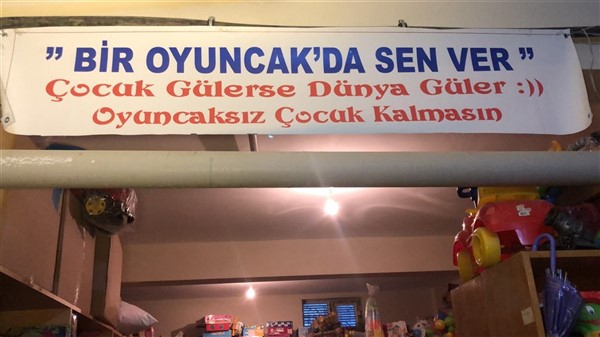 ” BİR OYUNCAK’DA SEN VER ”
Çocuk Gülerse Dünya Güler :))
Oyuncaksız Çocuk Kalmasın